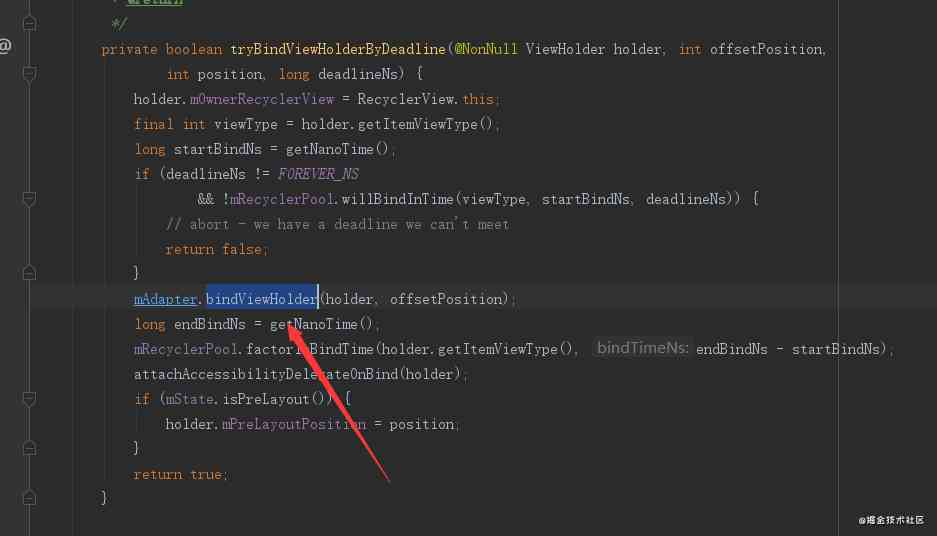 * @return
*/
@
private boolean tryBindViewHolderByDeadline(@NonNull ViewHolder holder, int offsetPosition,
int position, long deadlineNs) {
holder.mOwnerRecyclerView = RecyclerView.this;
final int viewType = holder.getItemViewType();
long startBindNs = getNanoTime();
if (deadlineNs != FOREVER_NS
&& !mRecyclerPool.willBindInTime(viewType, startBindNs, deadlineNs)) {
// abort - we have a deadline we can't meet
return false;
}
mAdapter.bindViewHolder(holder, offsetPosition);
long endBindNs = getNanoTime();
mRecyclerPool.factorInBindTime(holder.getItemViewType(), bindTimeNs: endBindNs - startBindNs);
attachAccessibilityDelegateOnBind(holder);
if (mState.isPreLayout()) {
holder.mPreLayoutPosition = position;
}
return true;
}
@掘金技术社区